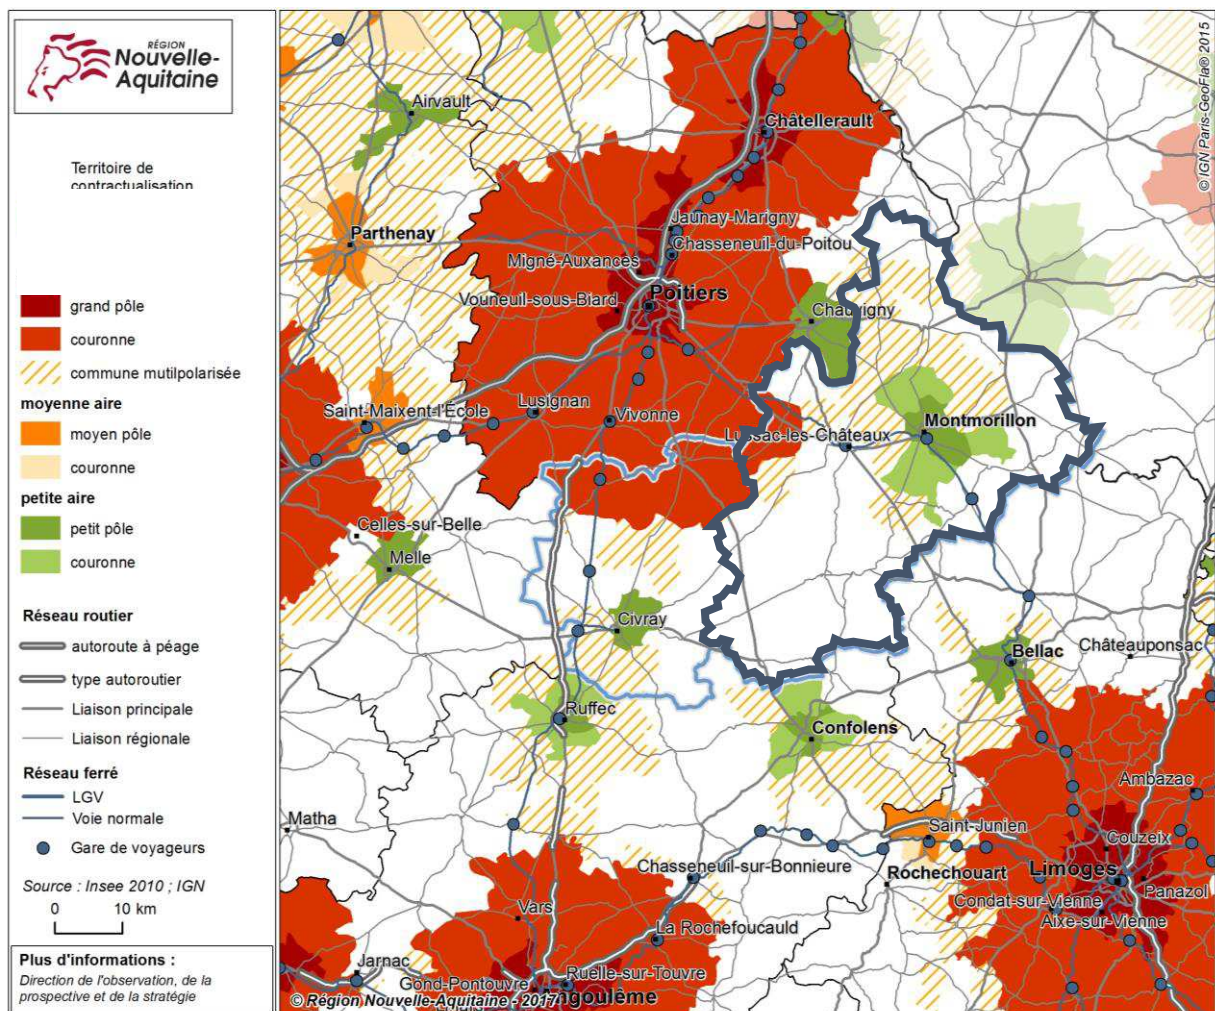 RÉGION
Nouvelle-
Aquitaine
Territoire de
contractualisation
grand pôle
couronne
commune mutilpolarisée
moyenne aire
moyen pôle
couronne
petite aire
petit pôle
couronne
Réseau routier
autoroute à péage
type autoroutier
Liaison principale
Liaison régionale
Réseau ferré
LGV
Voie normale
Gare de voyageurs
Source : Insee 2010 ; IGN
0 10 km
Plus d'informations :
Direction de l'observation, de la
prospective et de la stratégie
© IGN Paris-GeoFla® 2015
Airvault
Châtellerault
Parthenay
Jaunay-Marigny
Chasseneuil-du-Poitou
Migné-Auxances
Poitiers
Vouneuil-sous-Biard
Chauvigny
Lusignan
Saint-Maixent-l'École
Vivonne
Montmorillon
Lussac-les-Châteaux
Celles-sur-Belle
Melle
Civray
Bellac
Châteauponsac
Ruffec
Confolens
Ambazac
Matha
Saint-Junien
Couzeix
Chasseneuil-sur-Bonnieure
Rochechouart
Limoges
Panazol
Condat-sur-Vienne
Aixe-sur-Vienne
Vars
La Rochefoucauld
Jarnac
Ruelle-sur-Touvre
Gond-Pontouvre
© Région Nouvelle-Aquitaine - 2017
ngoulême